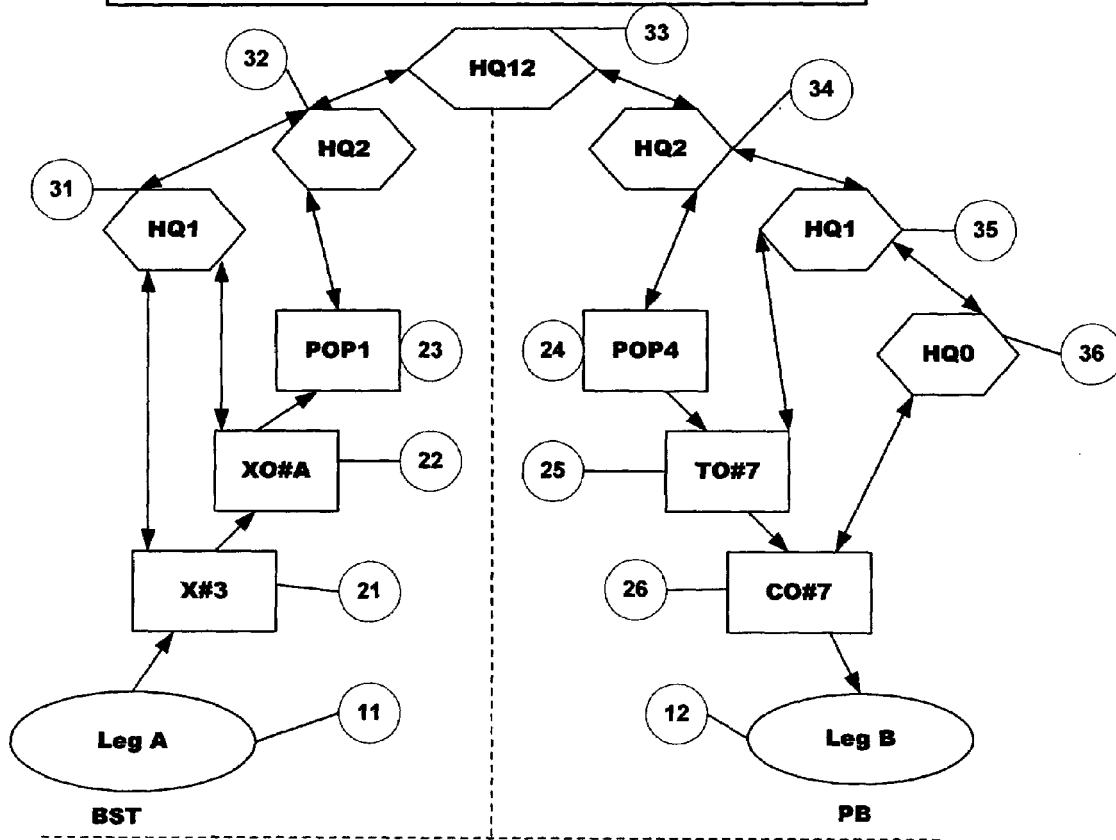 33
32
HQ12
34
HQ2
HQ2
31
HQ1
HQ1
35
POP1
23
24
POP4
HQ0
36
XO#A
22
25
TO#7
X#3
21
26
CO#7
Leg A
11
12
Leg B
BST
PB